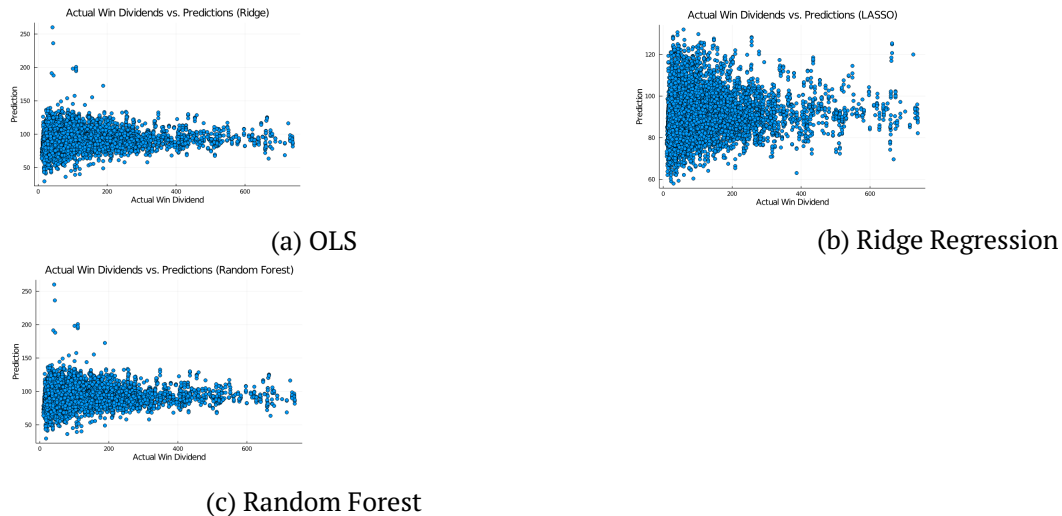 Actual Win Dividends vs. Predictions (Ridge)
250
200
150
100
50
Prediction
0 200 400 600
Actual Win Dividend
(a) OLS
Actual Win Dividends vs. Predictions (LASSO)
120
100
80
60
Prediction
0 200 400 600
Actual Win Dividend
(b) Ridge Regression
Actual Win Dividends vs. Predictions (Random Forest)
250
200
150
100
50
Prediction
0 200 400 600
Actual Win Dividend
(c) Random Forest